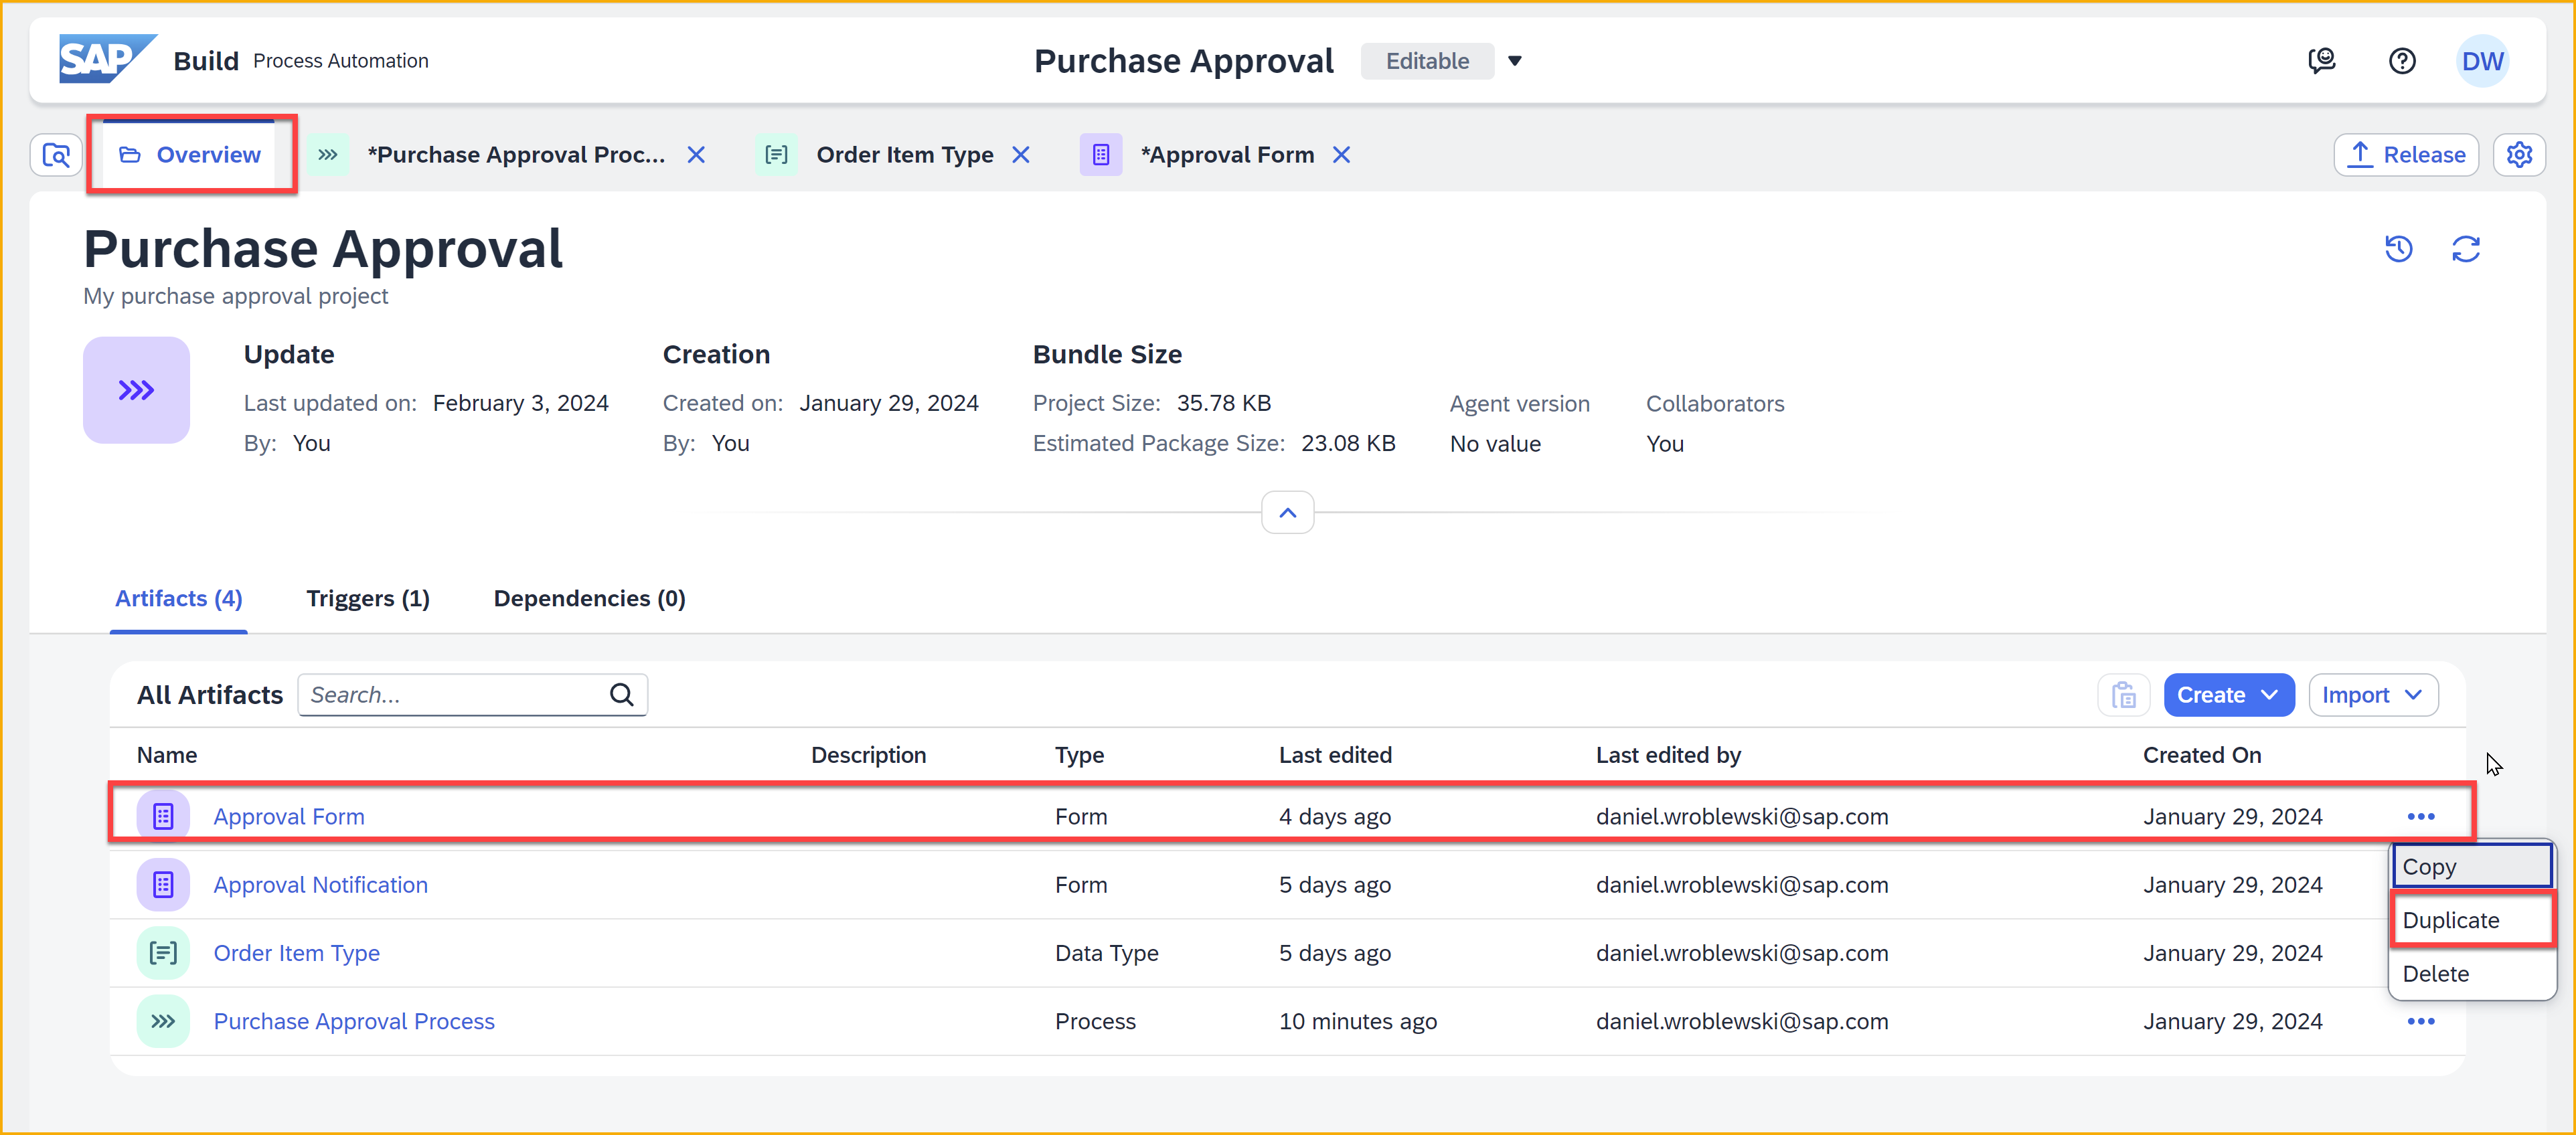 SAP Build Process Automation Purchase Approval Editable DW
Overview *Purchase Approval Proc... Order Item Type *Approval Form Release
Purchase Approval
My purchase approval project
Update Creation Bundle Size
Last updated on: February 3, 2024 Created on: January 29, 2024 Project Size: 35.78 KB Agent version Collaborators
By: You By: You Estimated Package Size: 23.08 KB No value You
Artifacts (4) Triggers (1) Dependencies (0)
All Artifacts Search... Create Import
Name Description Type Last edited Last edited by Created On
Approval Form Form 4 days ago daniel.wroblewski@sap.com January 29, 2024
Copy
Approval Notification Form 5 days ago daniel.wroblewski@sap.com January 29, 2024
Duplicate
Order Item Type Data Type 5 days ago daniel.wroblewski@sap.com January 29, 2024
Delete
Purchase Approval Process Process 10 minutes ago daniel.wroblewski@sap.com January 29, 2024